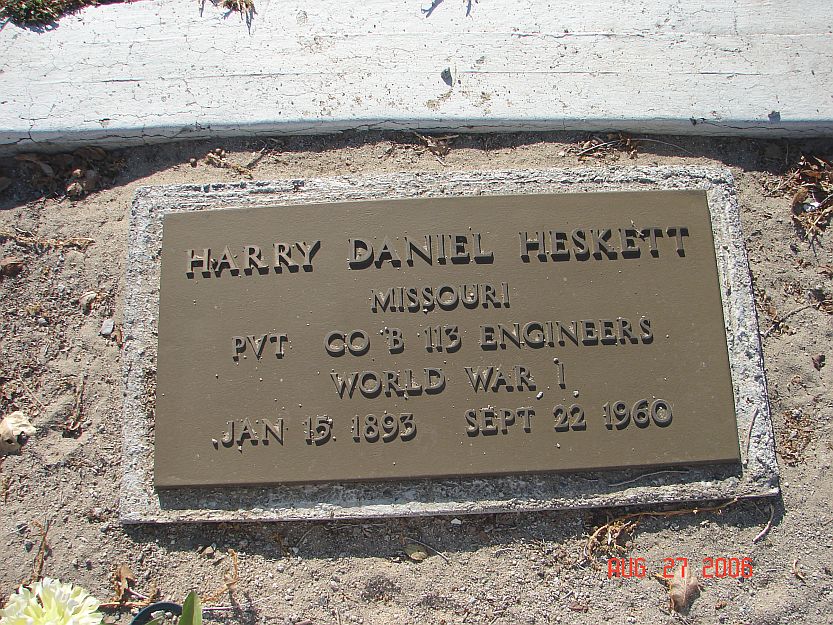 HARRY DANIEL HESKETT
MISSOURI
PVT CO B 113 ENGINEERS
WORLD WAR I
JAN 15 1893 SEPT 22 1960
AUG 27 2006